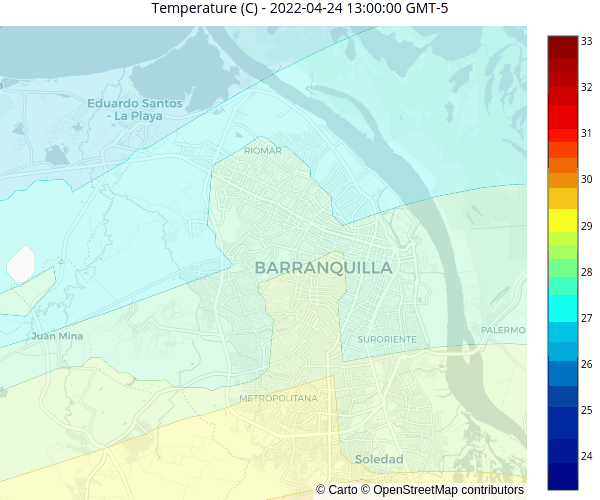 Temperature (C) - 2022-04-24 13:00:00 GMT-5
Eduardo Santos
- La Playa
RIOMAR
BARRANQUILLA
Juan Mina
SURORIENTE
PALERMO
METROPOLITANA
Soledad
© Carto © OpenStreetMap contributors
33
32
31
30
29
28
27
26
25
24